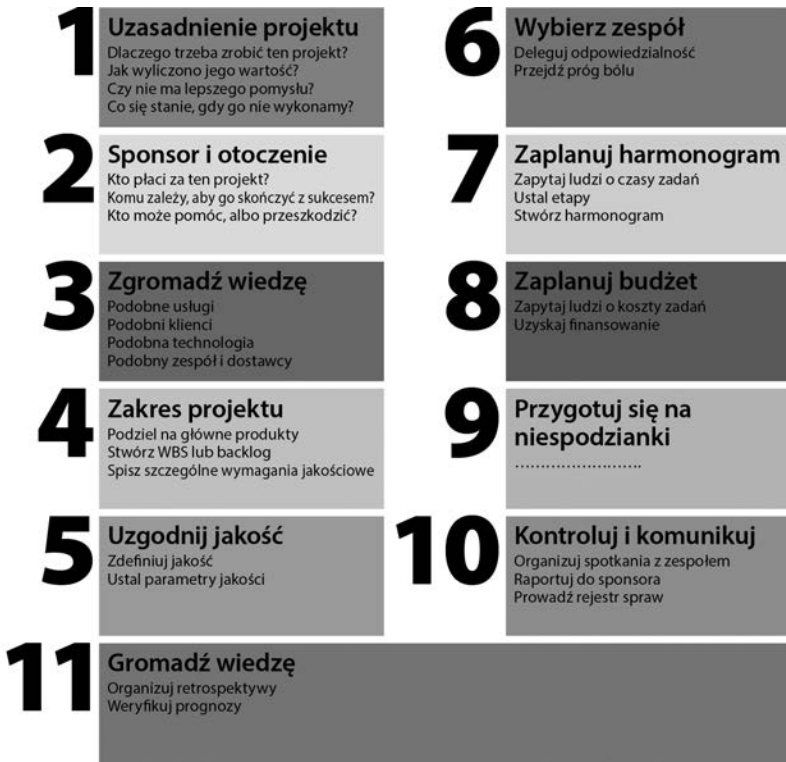 1
Uzasadnienie projektu
Dlaczego trzeba zrobić ten projekt?
Jak wyliczono jego wartość?
Czy nie ma lepszego pomysłu?
Co się stanie, gdy go nie wykonamy?
2
Sponsor i otoczenie
Kto płaci za ten projekt?
Komu zależy, aby go skończyć z sukcesem?
Kto może pomóc, albo przeszkodzić?
3
Zgromadź wiedzę
Podobne usługi
Podobni klienci
Podobna technologia
Podobny zespół i dostawcy
4
Zakres projektu
Podziel na główne produkty
Stwórz WBS lub backlog
Spisz szczególne wymagania jakościowe
5
Uzgodnij jakość
Zdefiniuj jakość
Ustal parametry jakości
6
Wybierz zespół
Deleguj odpowiedzialność
Przejdź próg bólu
7
Zaplanuj harmonogram
Zapytaj ludzi o czasy zadań
Ustal etapy
Stwórz harmonogram
8
Zaplanuj budżet
Zapytaj ludzi o koszty zadań
Uzyskaj finansowanie
9
Przygotuj się na
niespodzianki
........................
10
Kontroluj i komunikuj
Organizuj spotkania z zespołem
Raportuj do sponsora
Prowadź rejestr spraw
11
Gromadź wiedzę
Organizuj retrospektywy
Weryfikuj prognozy